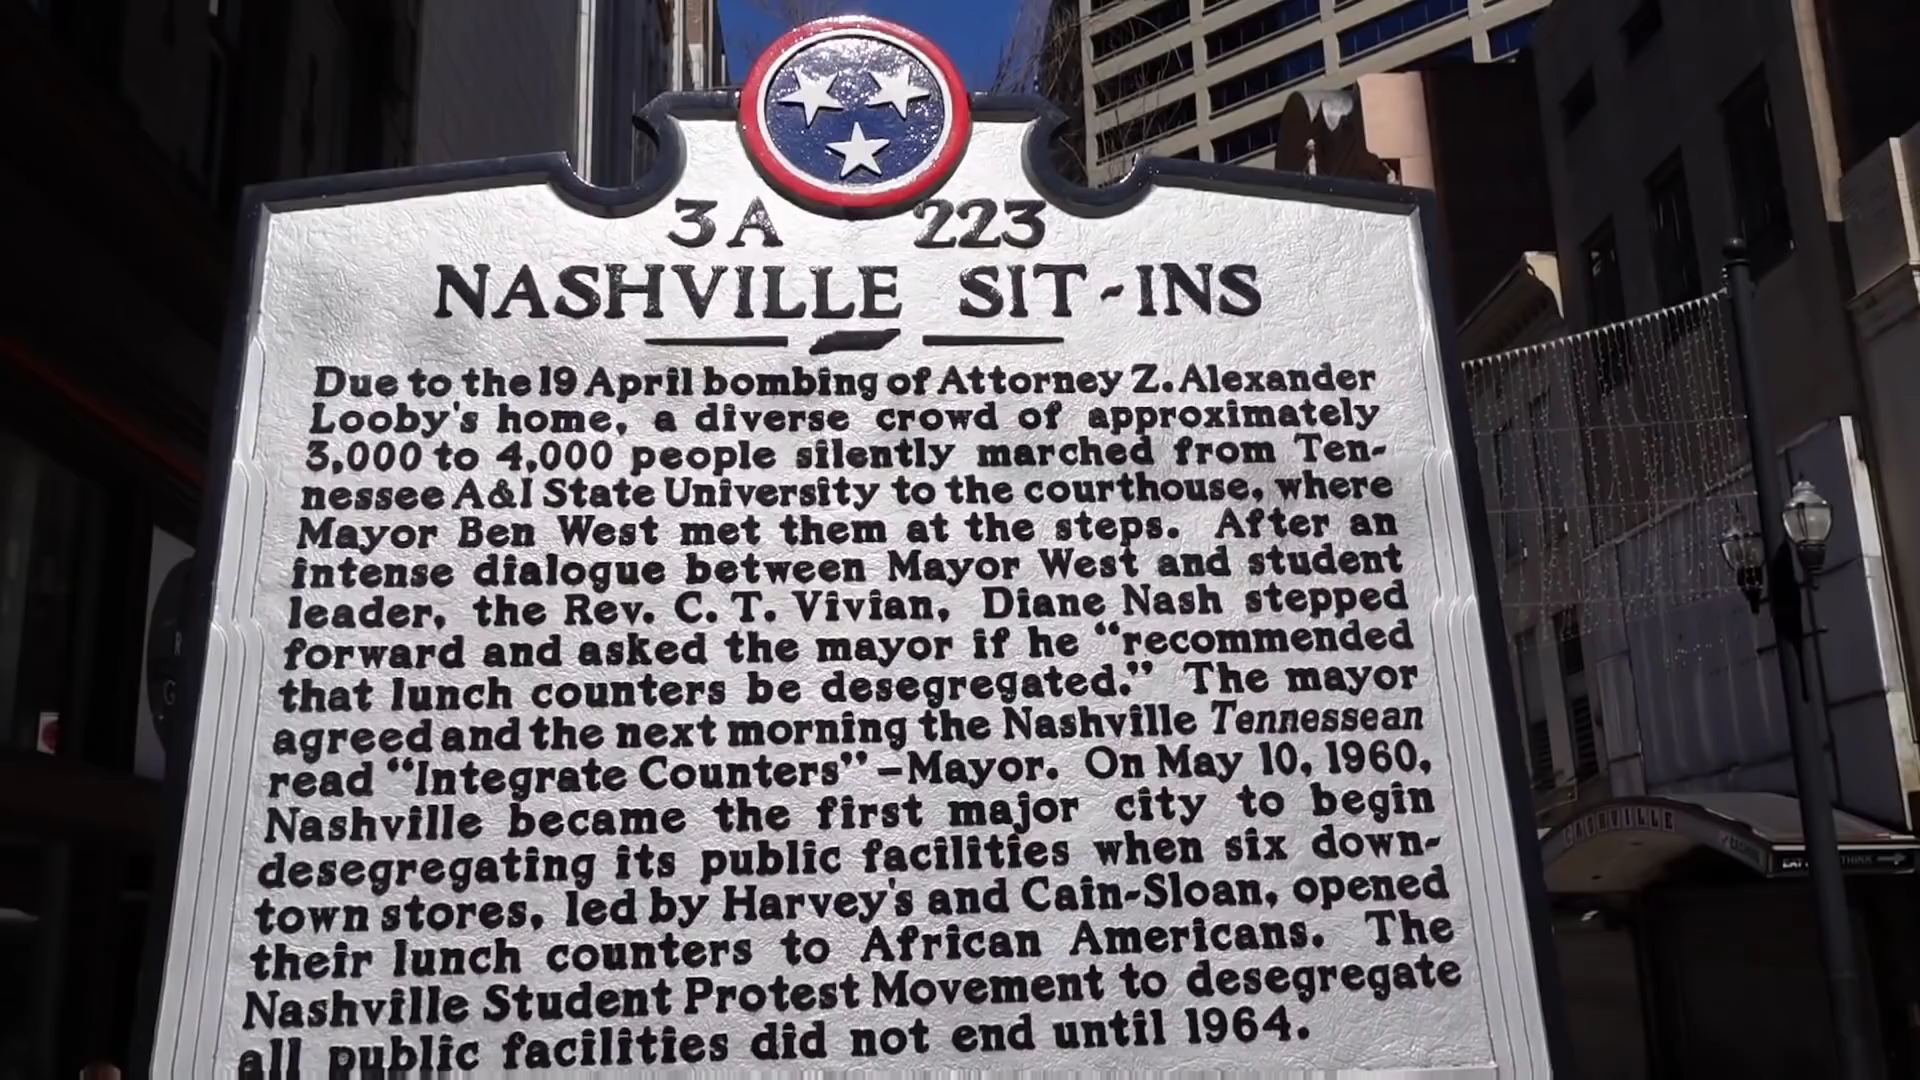 3A 223
NASHVILLE SIT-INS
Due to the 19 April bombing of Attorney Z. Alexander
Looby's home, a diverse crowd of approximately
3,000 to 4,000 people silently marched from Ten-
nessee A&I State University to the courthouse, where
Mayor Ben West met them at the steps. After an
intense dialogue between Mayor West and student
leader, the Rev. C. T. Vivian, Diane Nash stepped
forward and asked the mayor if he “recommended
that lunch counters be desegregated.” The mayor
agreed and the next morning the Nashville Tennessean
read “Integrate Counters” –Mayor. On May 10, 1960,
Nashville became the first major city to begin
desegregating its public facilities when six down-
town stores, led by Harvey's and Cain-Sloan, opened
their lunch counters to African Americans. The
Nashville Student Protest Movement to desegregate
all public facilities did not end until 1964.